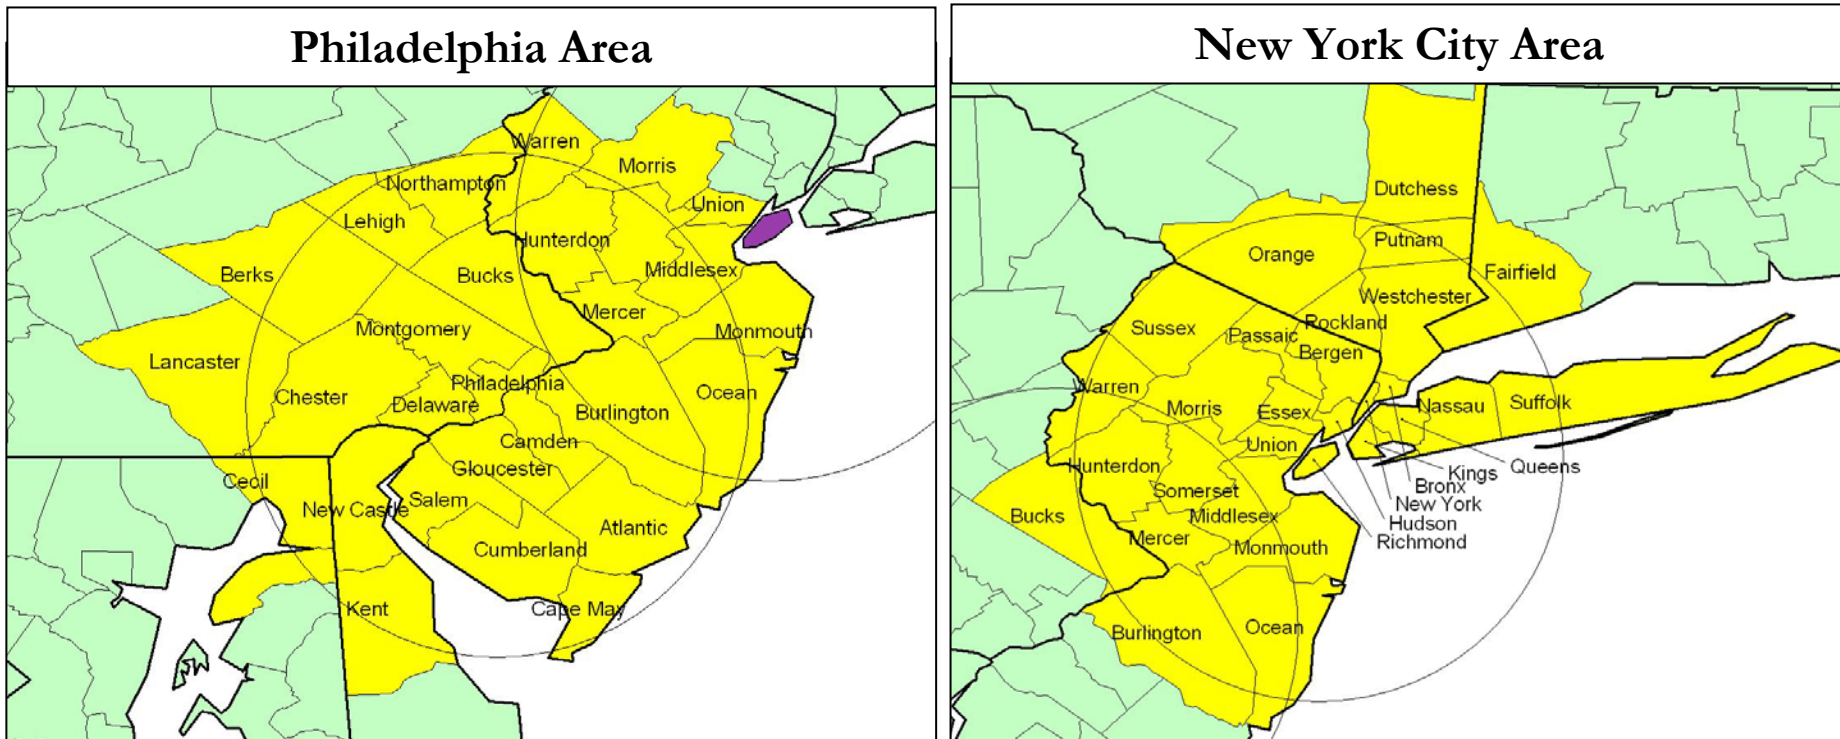 Philadelphia Area
Warren
Morris
Northampton
Union
Lehigh
Hunterdon
Berks
Bucks
Middlesex
Mercer
Montgomery
Monmouth
Lancaster
Philadelphia
Ocean
Chester
Delaware
Burlington
Camden
Gloucester
Cecil
Salem
New Castle
Atlantic
Cumberland
Kent
Cape May
New York City Area
Dutchess
Putnam
Orange
Fairfield
Westchester
Sussex
Rockland
Passaic
Bergen
Warren
Morris
Essex
Nassau
Suffolk
Union
Hunterdon
Queens
Kings
Somerset
Bronx
New York
Bucks
Middlesex
Hudson
Mercer
Richmond
Monmouth
Burlington
Ocean